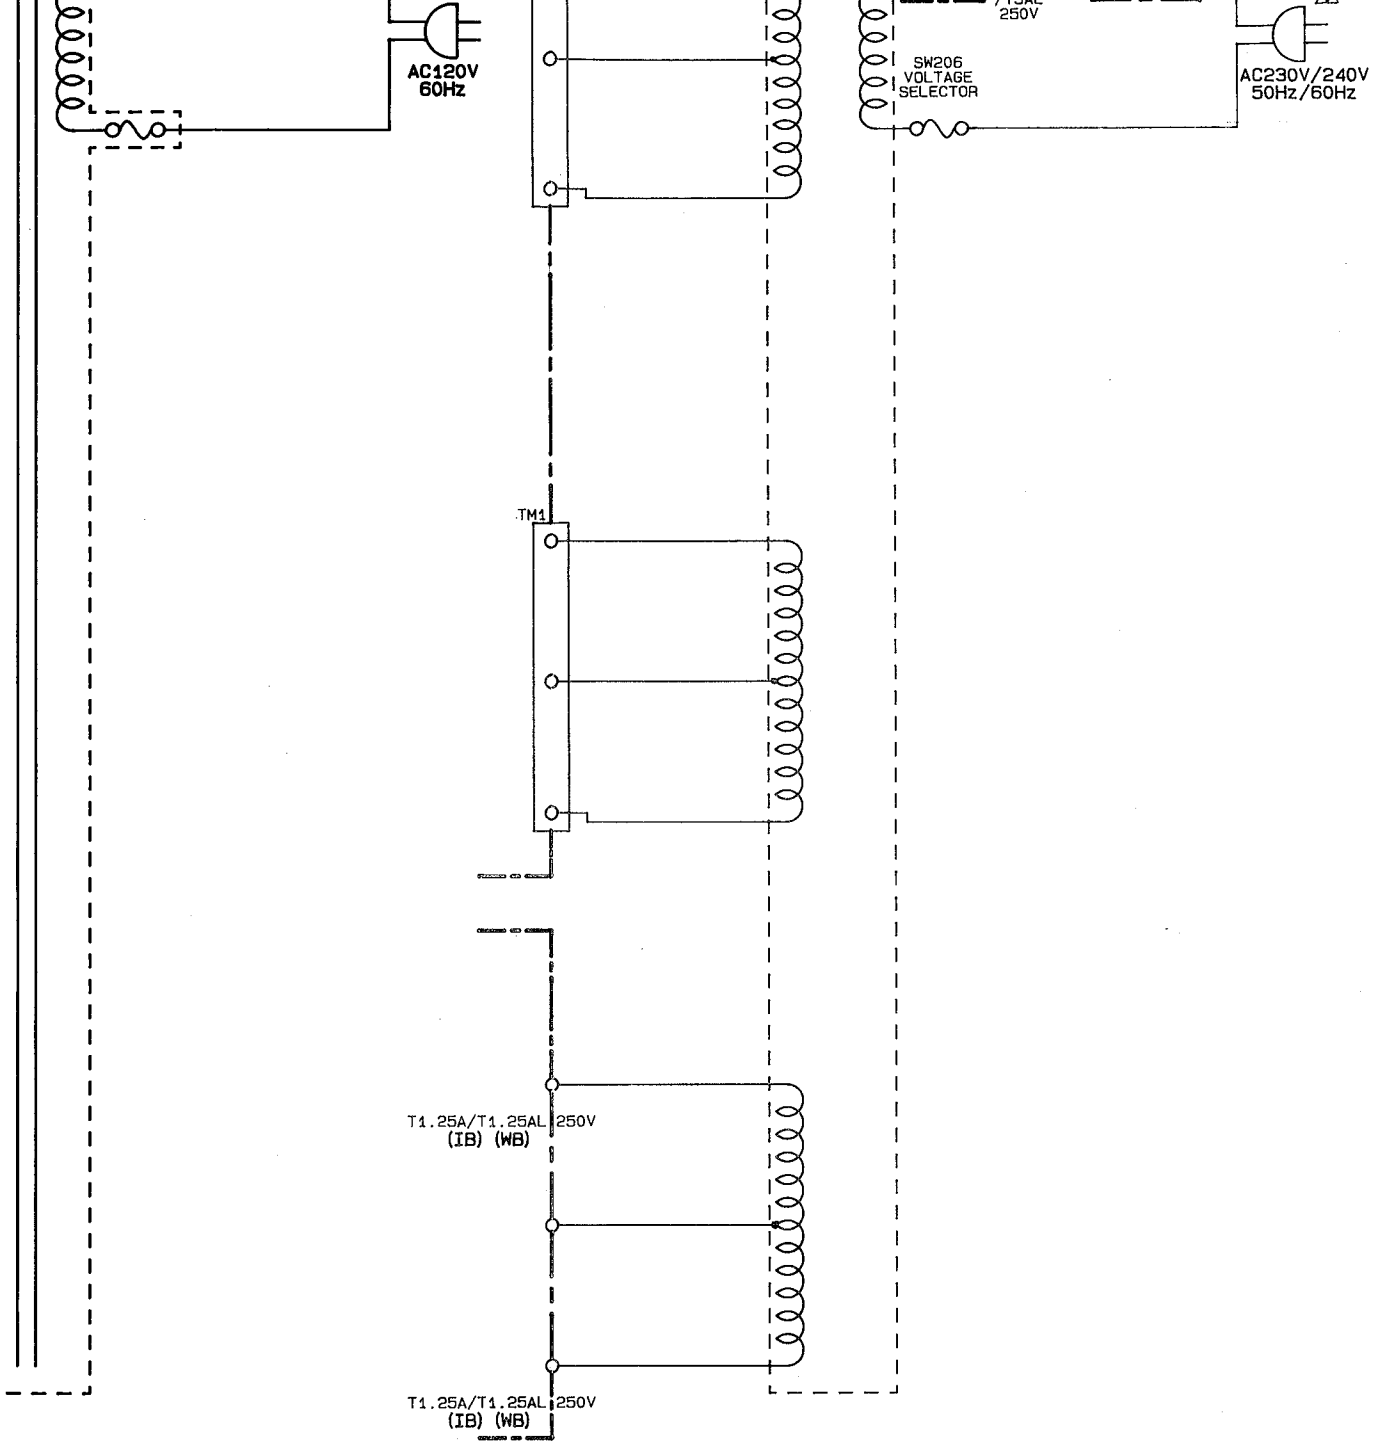 /15AL
250V
AC120V
60Hz
SW206
VOLTAGE
SELECTOR
AC230V/240V
50Hz/60Hz
TM1
T1.25A/T1.25AL 250V
(IB) (WB)
T1.25A/T1.25AL 250V
(IB) (WB)